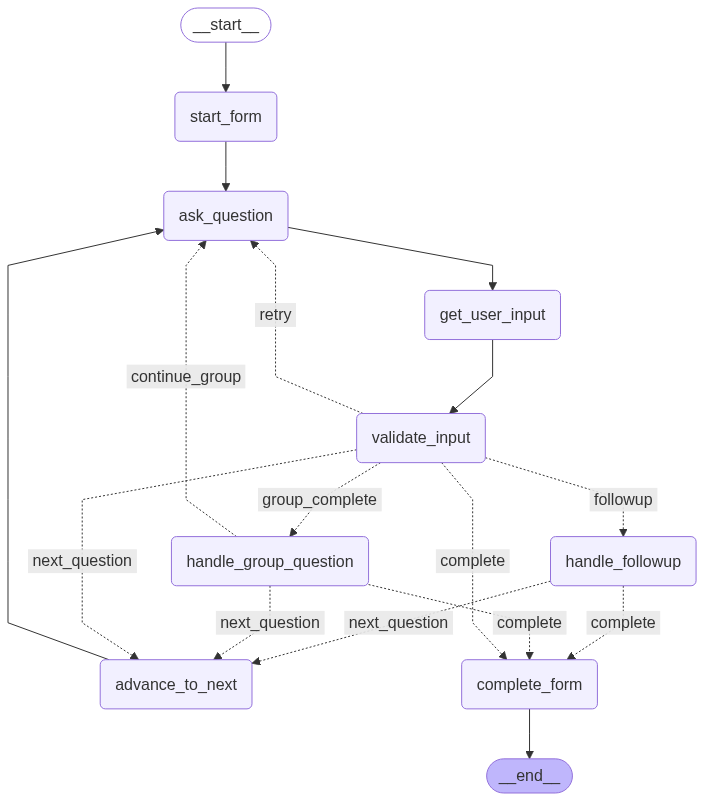 __start__
start_form
ask_question
get_user_input
retry
continue_group
validate_input
group_complete
followup
next_question
handle_group_question
complete
handle_followup
next_question
next_question
complete
complete
advance_to_next
complete_form
__end__